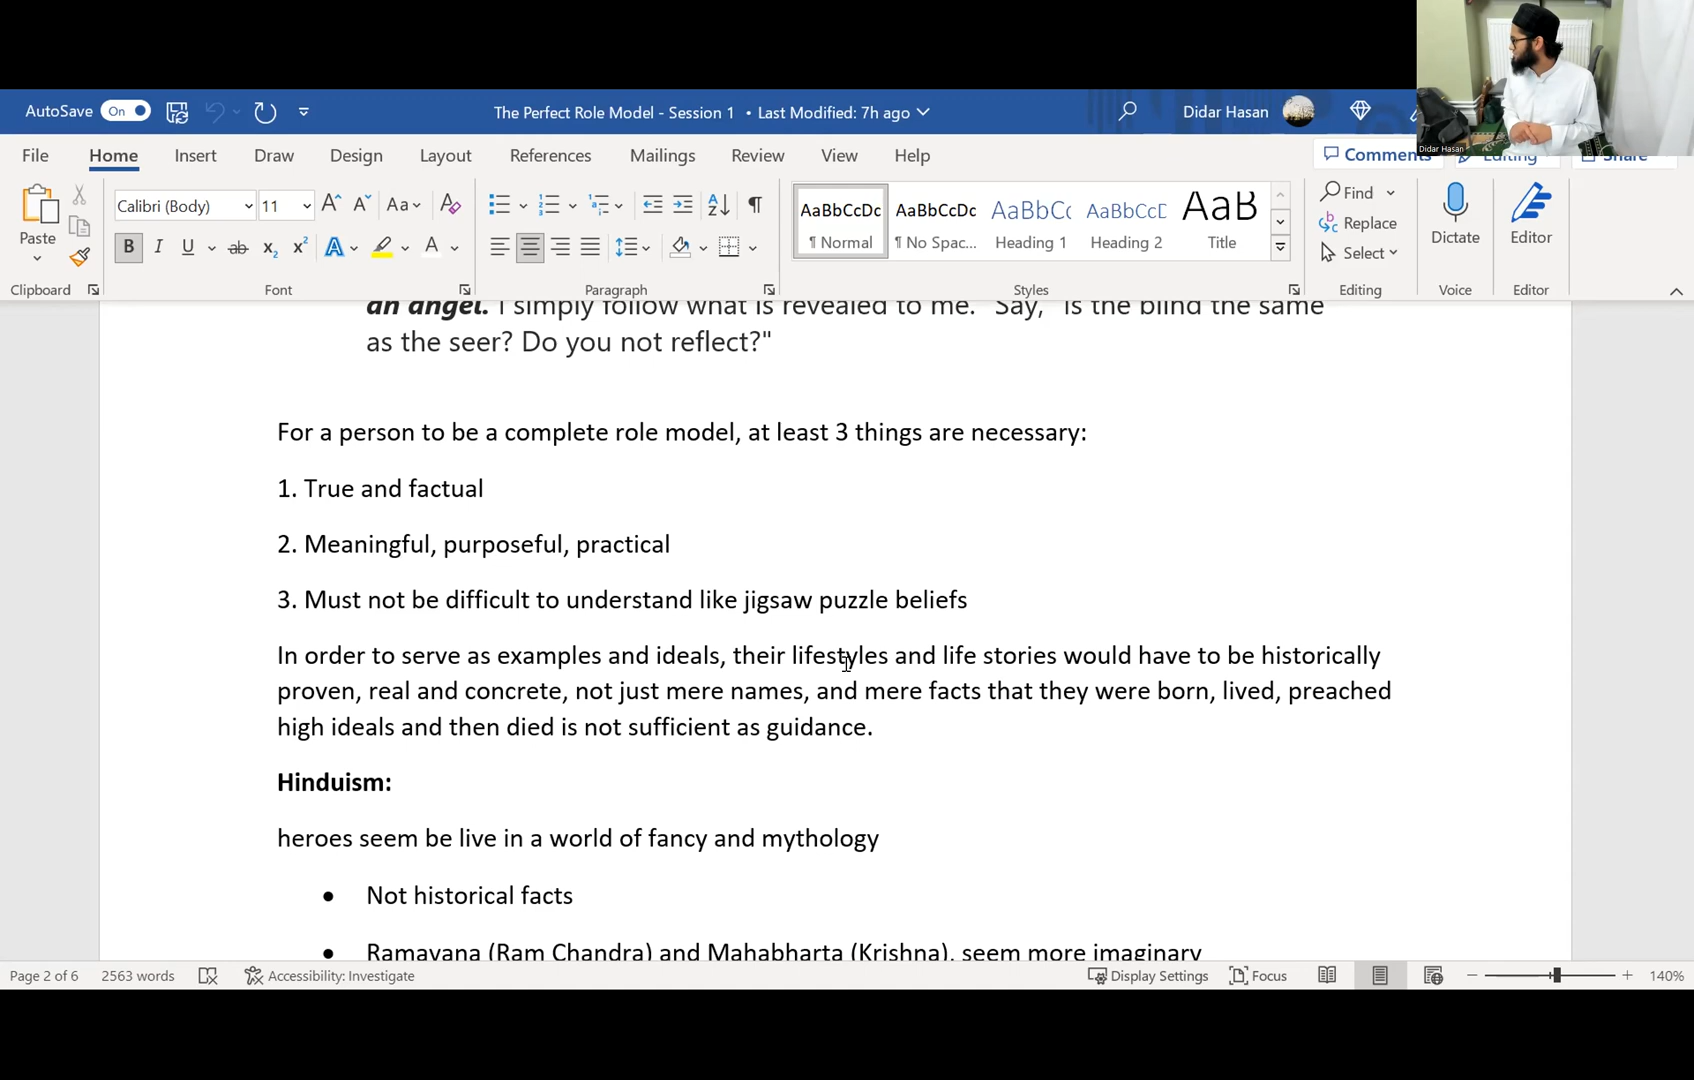 AutoSave On
The Perfect Role Model - Session 1 • Last Modified: 7h ago
Didar Hasan
Didar Hasan
File Home Insert Draw Design Layout References Mailings Review View Help
Comments Editing Share
Calibri (Body) 11
Aa
Paste
B I U ab x₂ x² A A
AaBbCcDc AaBbCcDc AaBbCc AaBbCcD AaB
¶ Normal ¶ No Spac... Heading 1 Heading 2 Title
Find
Replace
Select
Dictate
Editor
Clipboard Font Paragraph Styles Editing Voice Editor
an angel. I simply follow what is revealed to me." Say, "Is the blind the same
as the seer? Do you not reflect?"
For a person to be a complete role model, at least 3 things are necessary:
1. True and factual
2. Meaningful, purposeful, practical
3. Must not be difficult to understand like jigsaw puzzle beliefs
In order to serve as examples and ideals, their lifestyles and life stories would have to be historically
proven, real and concrete, not just mere names, and mere facts that they were born, lived, preached
high ideals and then died is not sufficient as guidance.
Hinduism:
heroes seem be live in a world of fancy and mythology
• Not historical facts
• Ramayana (Ram Chandra) and Mahabharta (Krishna), seem more imaginary
Page 2 of 6 2563 words Accessibility: Investigate Display Settings Focus 140%